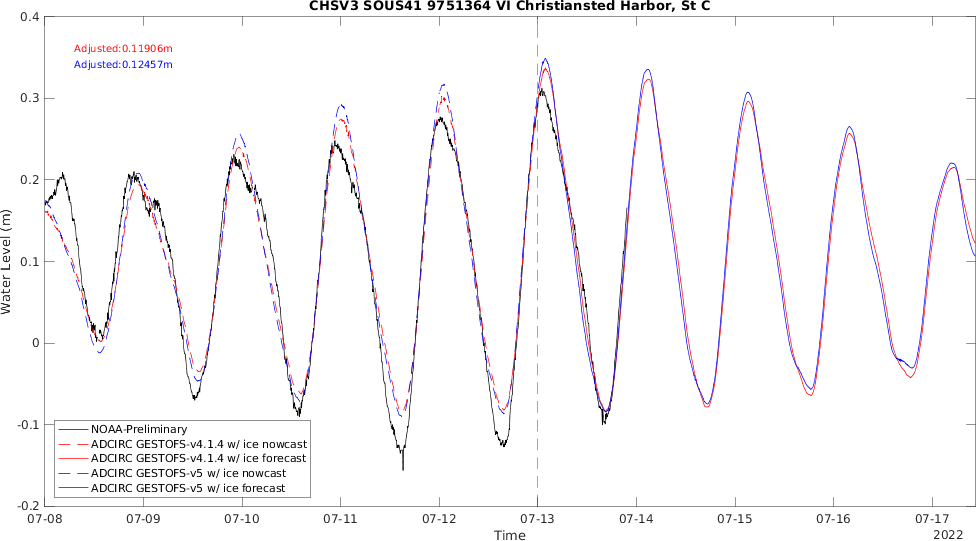 CHSV3 SOUS41 9751364 VI Christiansted Harbor, St C
0.4
Adjusted:0.11906m
Adjusted:0.12457m
0.3
0.2
0.1
0
-0.1
-0.2
Water Level (m)
NOAA-Preliminary
ADCIRC GESTOFS-v4.1.4 w/ ice nowcast
ADCIRC GESTOFS-v4.1.4 w/ ice forecast
ADCIRC GESTOFS-v5 w/ ice nowcast
ADCIRC GESTOFS-v5 w/ ice forecast
07-08 07-09 07-10 07-11 07-12 07-13 07-14 07-15 07-16 07-17
Time
2022